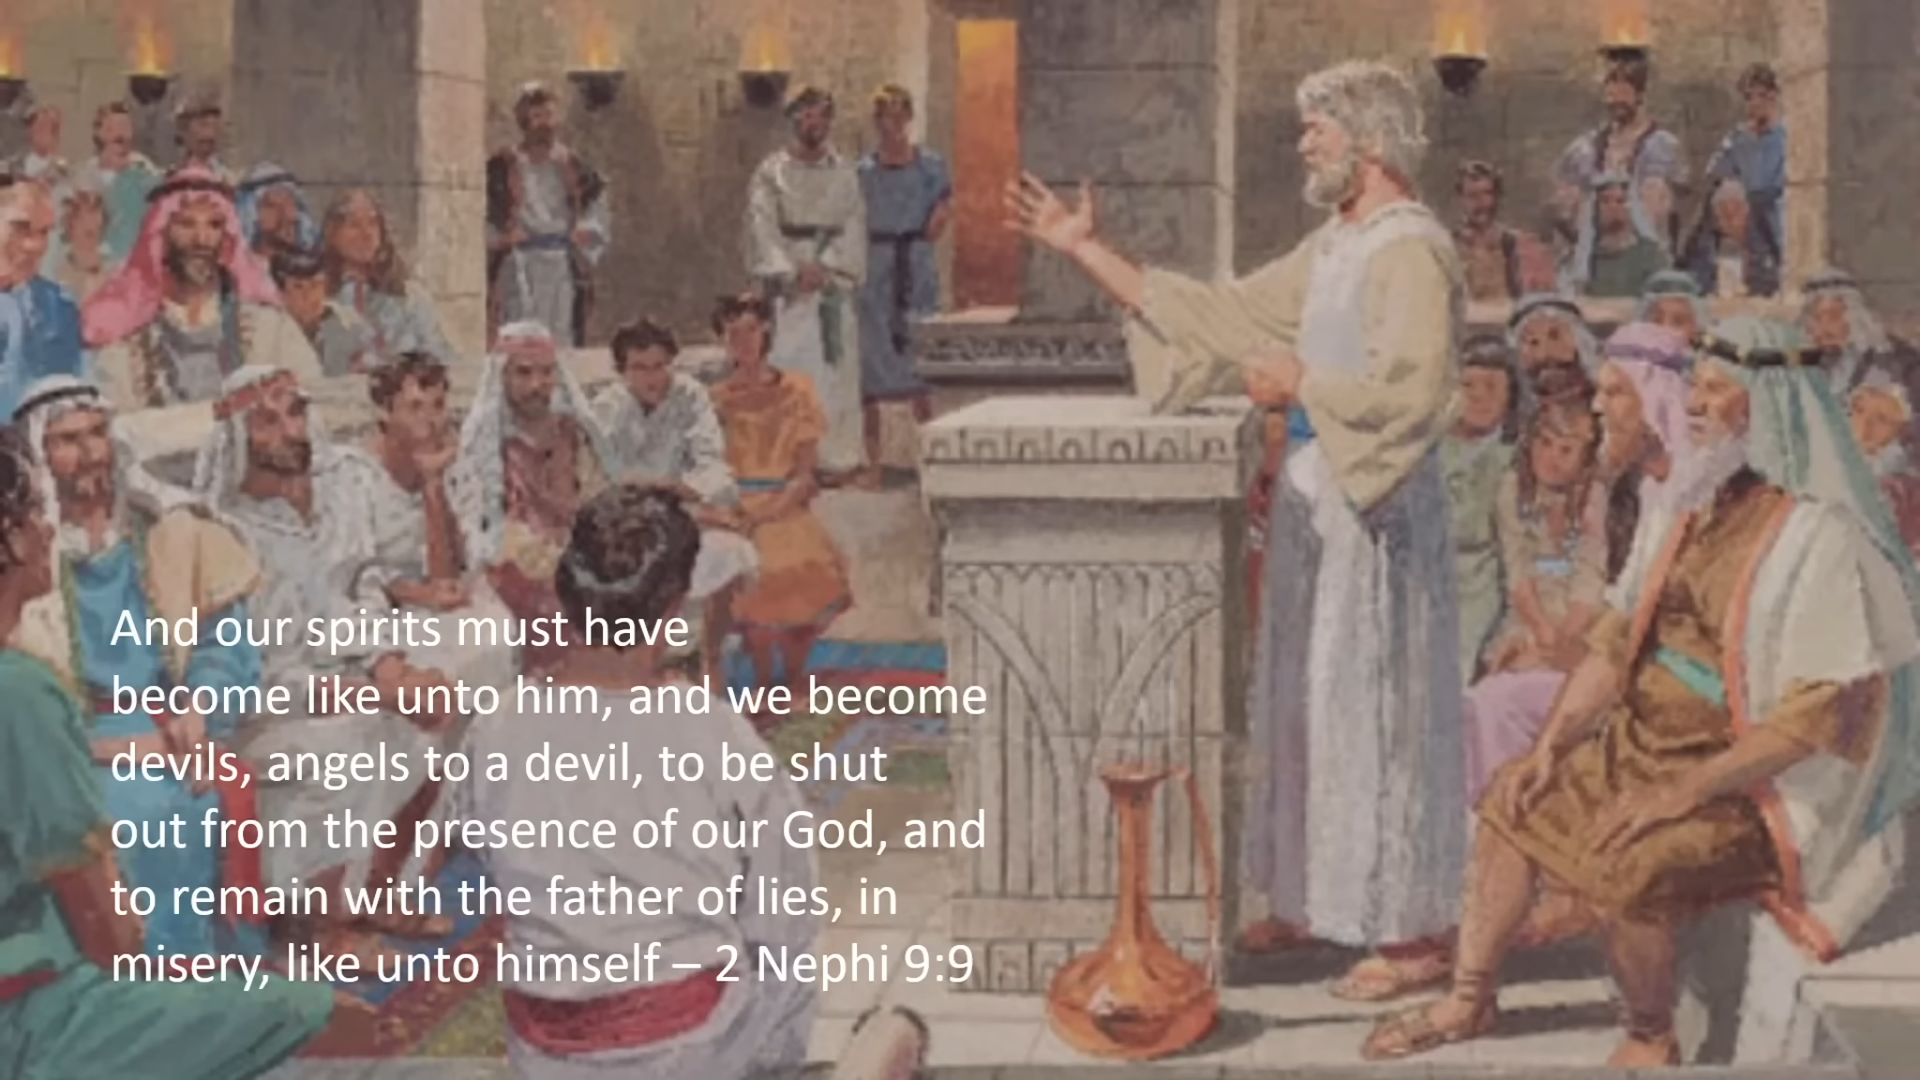 And our spirits must have
become like unto him, and we become
devils, angels to a devil, to be shut
out from the presence of our God, and
to remain with the father of lies, in
misery, like unto himself – 2 Nephi 9:9